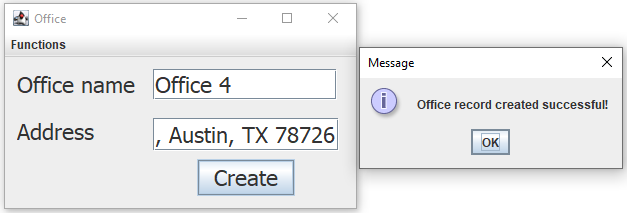 Office
Functions
Office name
Office 4
Address
, Austin, TX 78726
Create
Message
Office record created successful!
OK